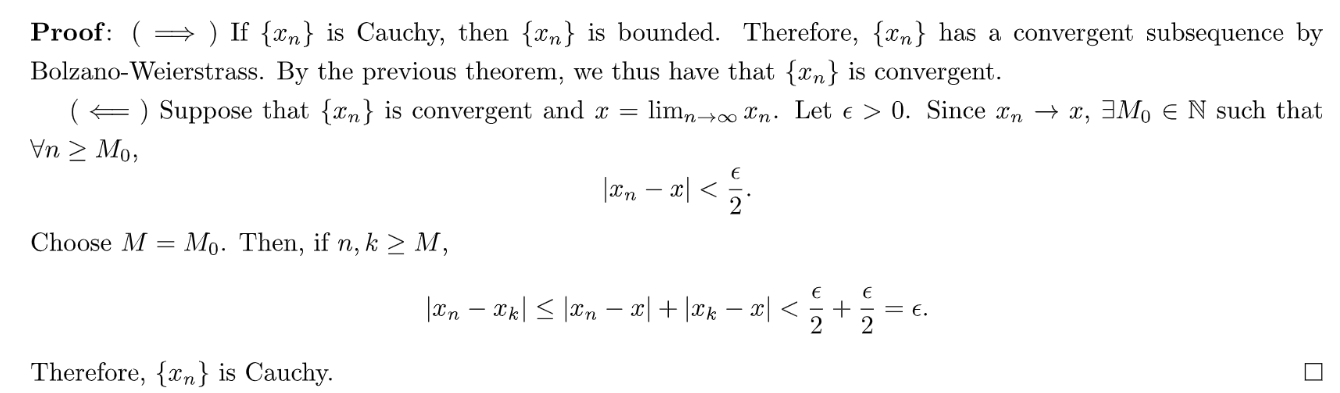 Proof: ( ⟹ ) If {xₙ} is Cauchy, then {xₙ} is bounded. Therefore, {xₙ} has a convergent subsequence by
Bolzano-Weierstrass. By the previous theorem, we thus have that {xₙ} is convergent.
( ⟸ ) Suppose that {xₙ} is convergent and x = limₙ→∞ xₙ. Let ϵ > 0. Since xₙ → x, ∃M₀ ∈ ℕ such that
∀n ≥ M₀,
|xₙ − x| < ϵ/2.
Choose M = M₀. Then, if n, k ≥ M,
|xₙ − xₖ| ≤ |xₙ − x| + |xₖ − x| < ϵ/2 + ϵ/2 = ϵ.
Therefore, {xₙ} is Cauchy. □